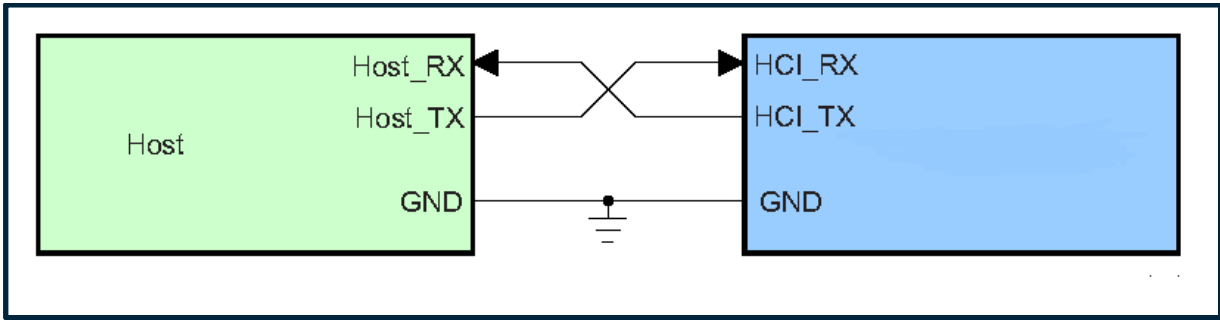 Host_RX
Host_TX
Host
GND
HCI_RX
HCI_TX
GND